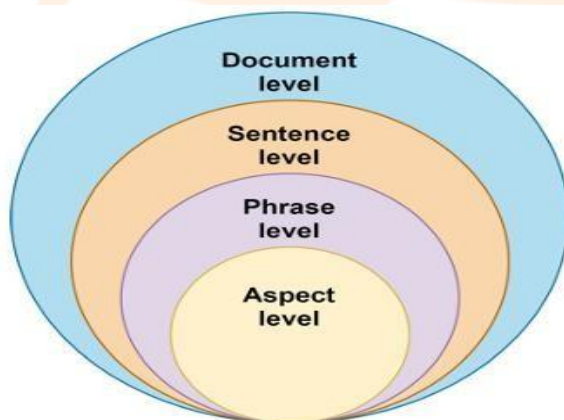 Document
level
Sentence
level
Phrase
level
Aspect
level